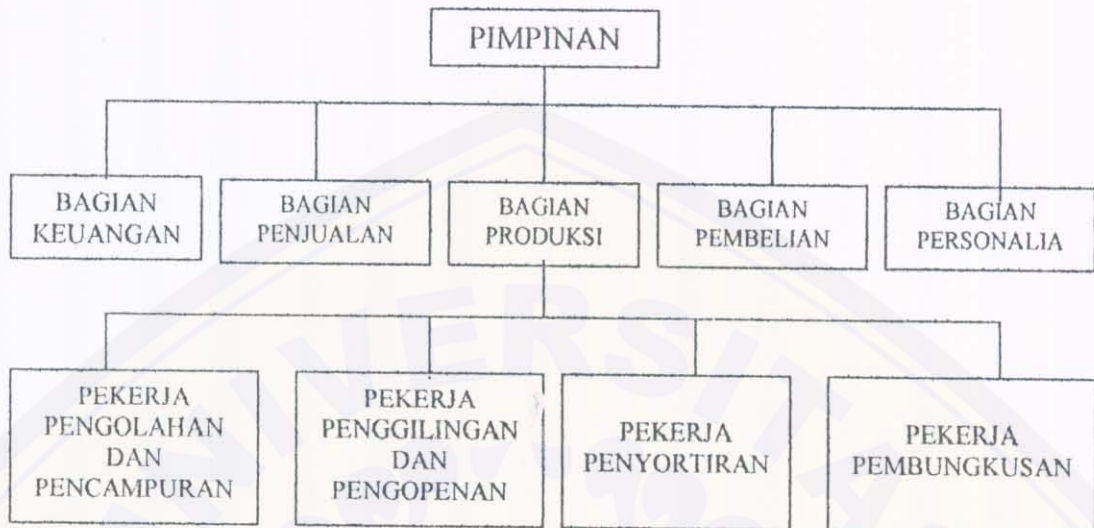 PIMPINAN
BAGIAN
KEUANGAN
BAGIAN
PENJUALAN
BAGIAN
PRODUKSI
BAGIAN
PEMBELIAN
BAGIAN
PERSONALIA
PEKERJA
PENGOLAHAN
DAN
PENCAMPURAN
PEKERJA
PENGGILINGAN
DAN
PENGOPENAN
PEKERJA
PENYORTIRAN
PEKERJA
PEMBUNGKUSAN
NIVERSITA